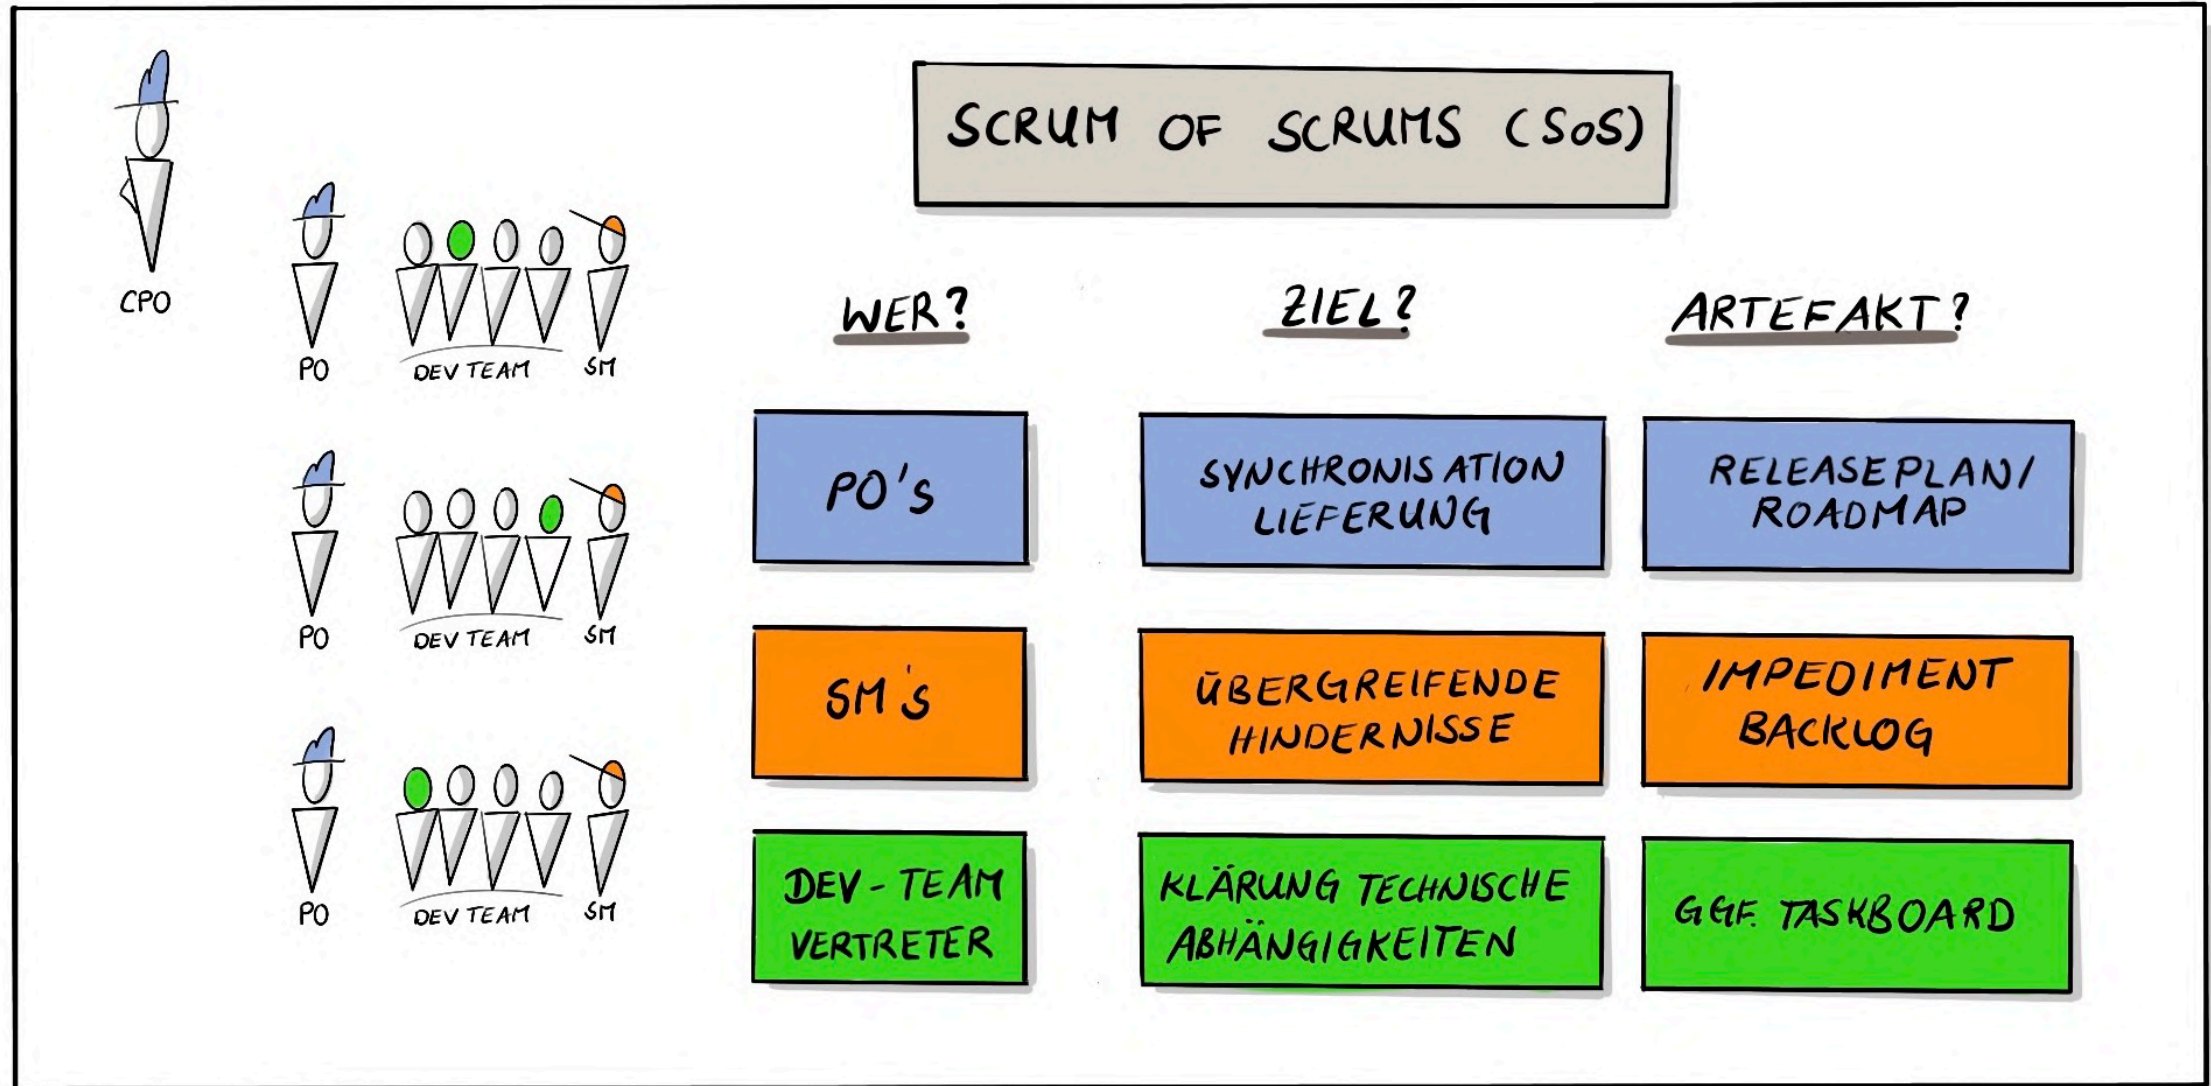 SCRUM OF SCRUMS (SoS)
CPO
PO
DEV TEAM
SM
PO
DEV TEAM
SM
PO
DEV TEAM
SM
WER?
ZIEL?
ARTEFAKT?
PO's
SYNCHRONISATION
LIEFERUNG
RELEASEPLAN/
ROADMAP
SM's
ÜBERGREIFENDE
HINDERNISSE
IMPEDIMENT
BACKLOG
DEV-TEAM
VERTRETER
KLÄRUNG TECHNISCHE
ABHÄNGIGKEITEN
GGF. TASKBOARD